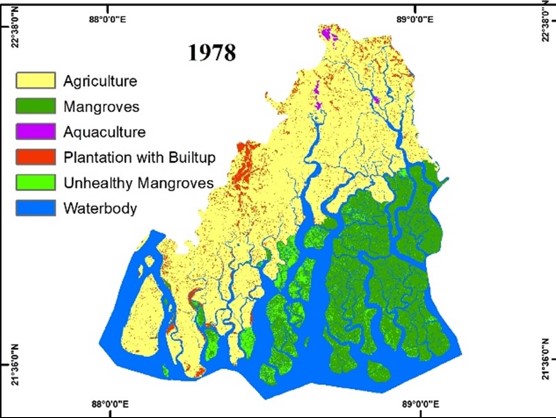 88°0'0"E
89°0'0"E
22°38'0"N
22°38'0"N
1978
Agriculture
Mangroves
Aquaculture
Plantation with Builtup
Unhealthy Mangroves
Waterbody
21°36'0"N
21°36'0"N
88°0'0"E
89°0'0"E